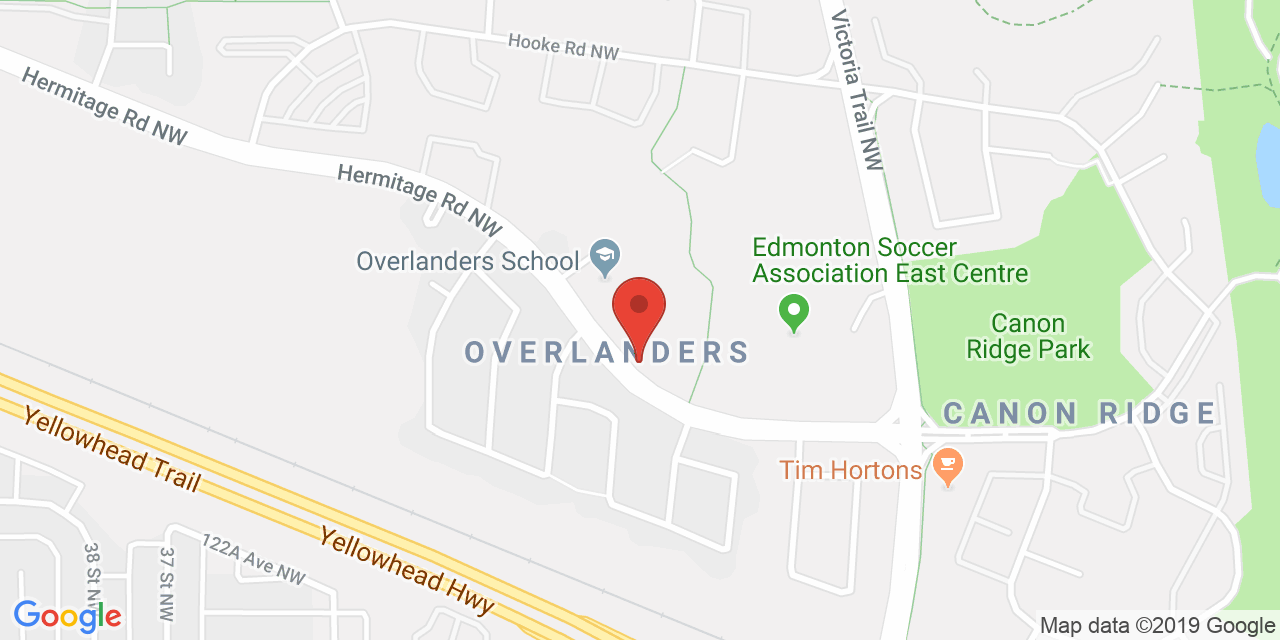 Hooke Rd NW
Victoria Trail NW
Hermitage Rd NW
Hermitage Rd NW
Overlanders School
Edmonton Soccer
Association East Centre
Canon
Ridge Park
OVERLANDERS
CANON RIDGE
Tim Hortons
Yellowhead Trail
Yellowhead Hwy
122A Ave NW
37 St NW
38 St NW
Google
Map data ©2019 Google